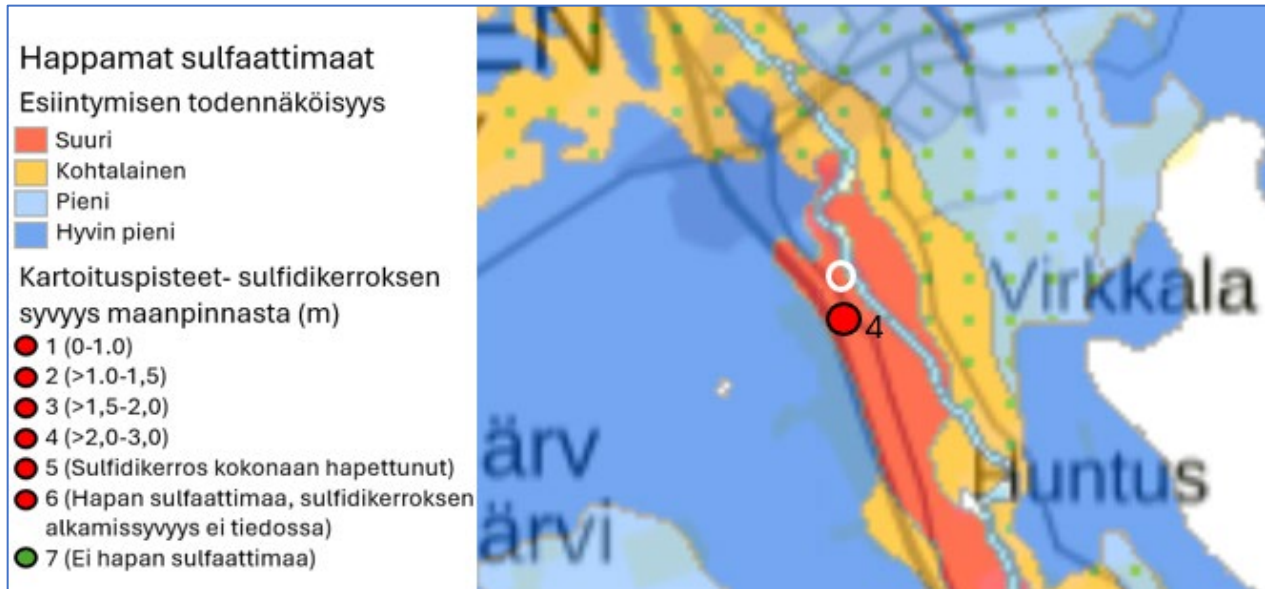 Happamat sulfaattimaat
Esiintymisen todennäköisyys
Suuri
Kohtalainen
Pieni
Hyvin pieni
Kartoituspisteet- sulfidikerroksen
syvyys maanpinnasta (m)
1 (0-1.0)
2 (>1.0-1,5)
3 (>1,5-2,0)
4 (>2,0-3,0)
5 (Sulfidikerros kokonaan hapettunut)
6 (Hapan sulfaattimaa, sulfidikerroksen
alkamissyvyys ei tiedossa)
7 (Ei hapan sulfaattimaa)
EN
Virkkala
4
ärv
Huntus
ärvi